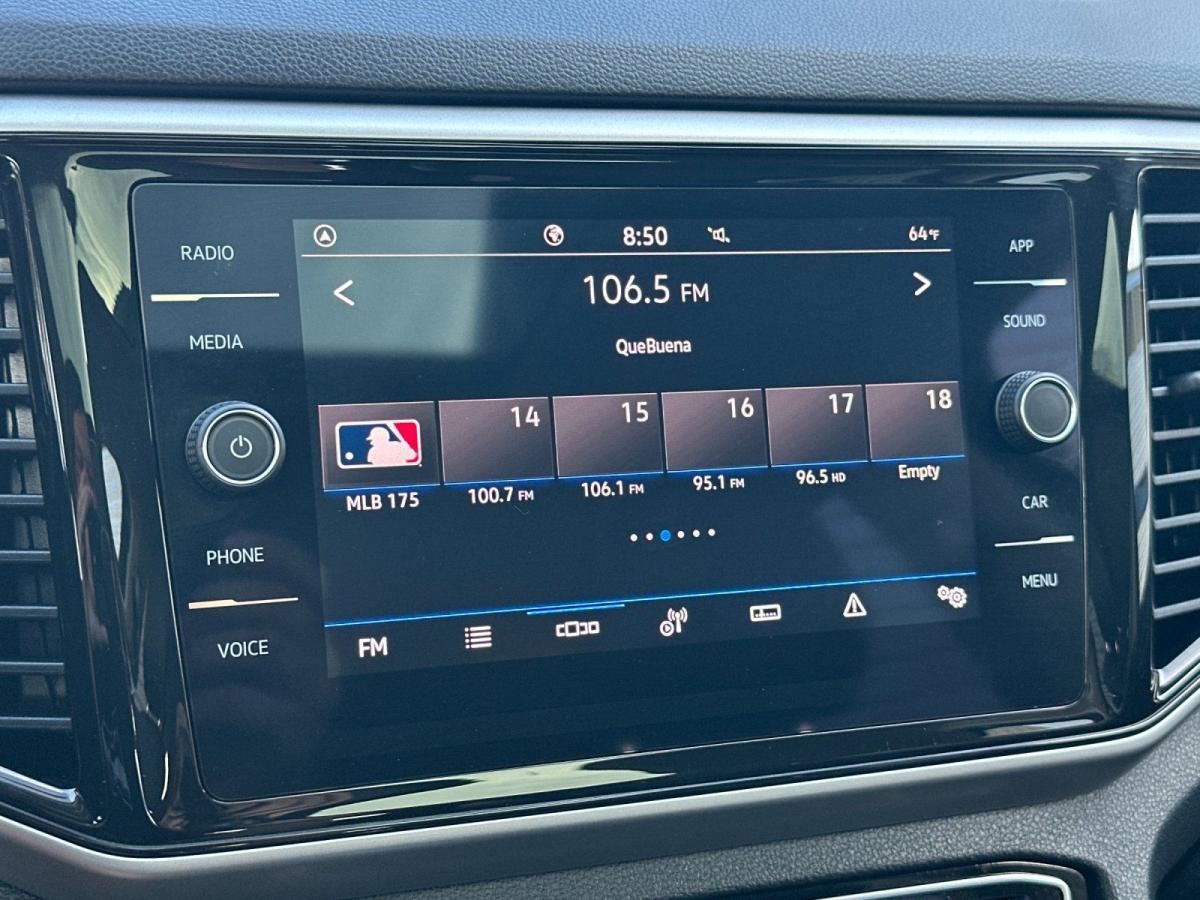 RADIO
MEDIA
PHONE
VOICE
8:50
64°F
106.5 FM
QueBuena
14 15 16 17 18
MLB 175 100.7 FM 106.1 FM 95.1 FM 96.5 HD Empty
FM
APP
SOUND
CAR
MENU